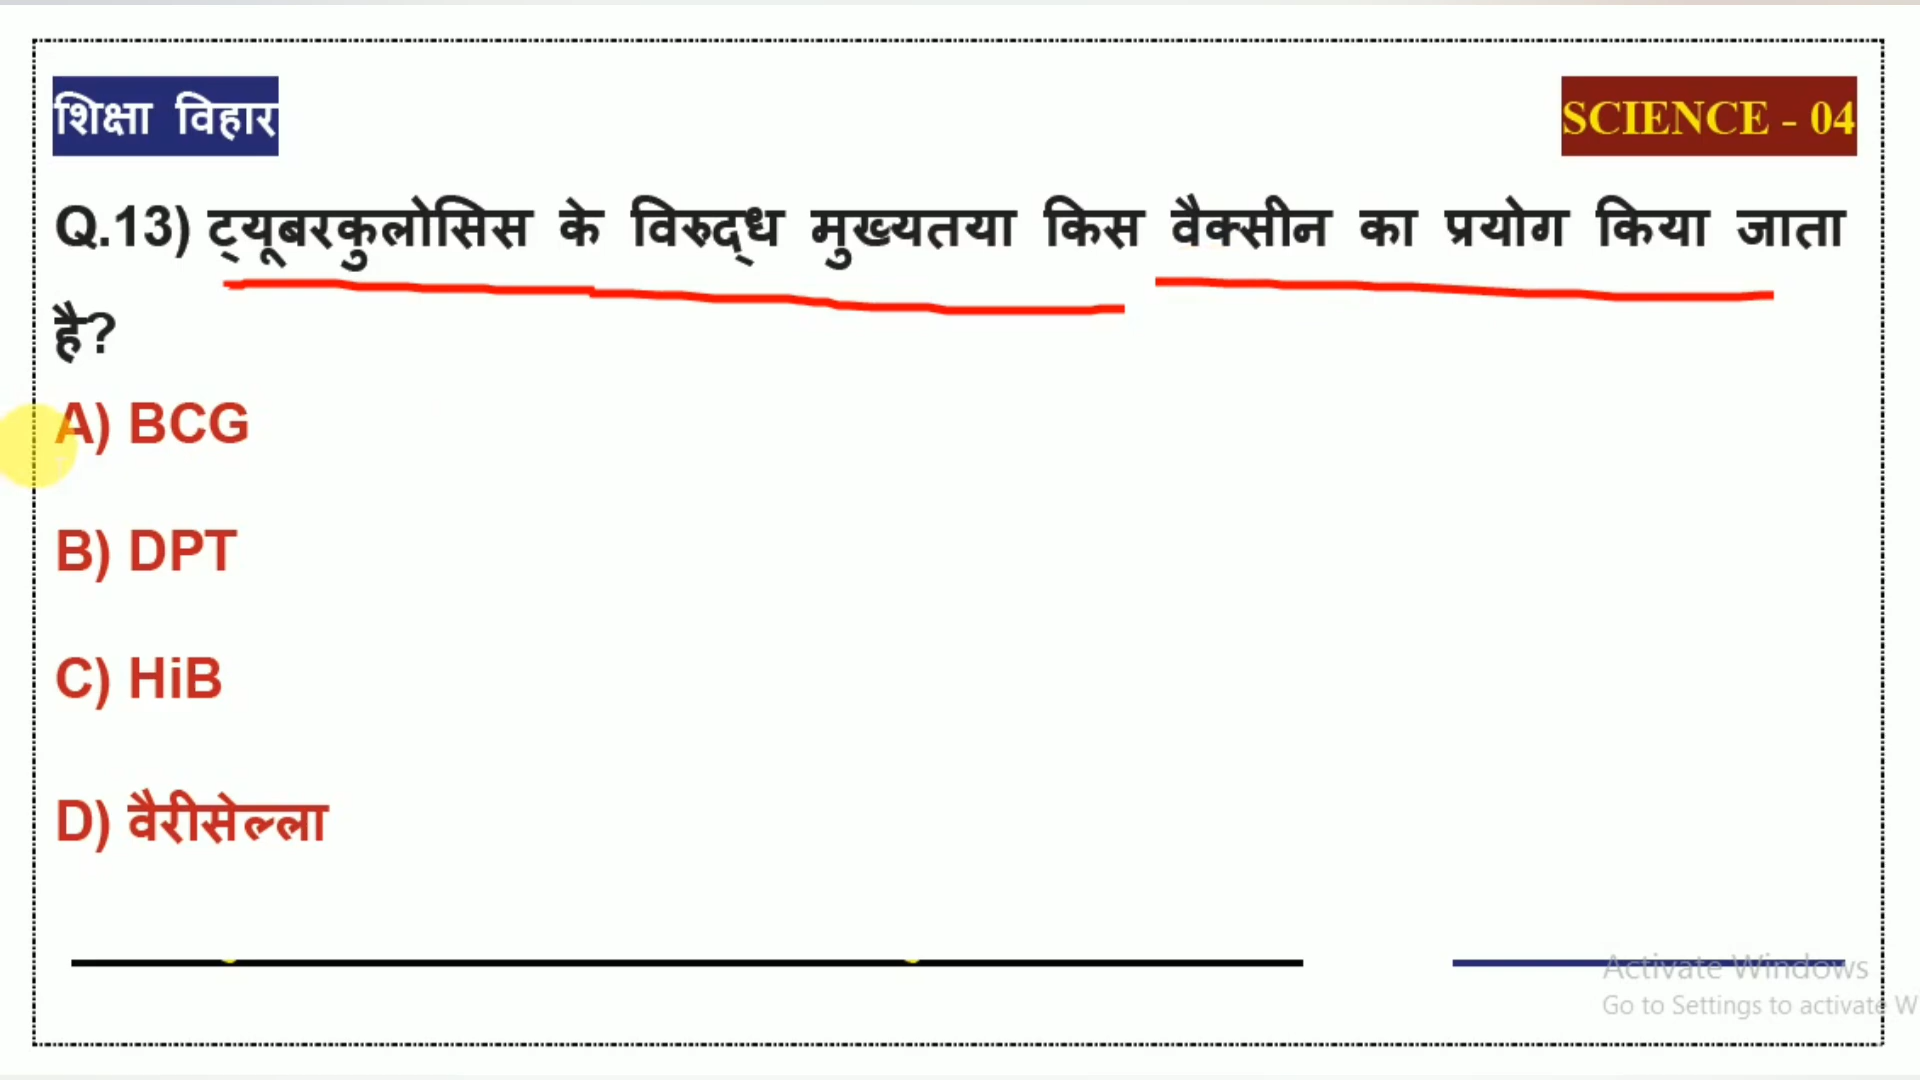 शिक्षा विहार
SCIENCE - 04
Q.13) ट्यूबरकुलोसिस के विरुद्ध मुख्यतया किस वैक्सीन का प्रयोग किया जाता
है?
A) BCG
B) DPT
C) HiB
D) वैरीसेल्ला
Activate Windows
Go to Settings to activate W